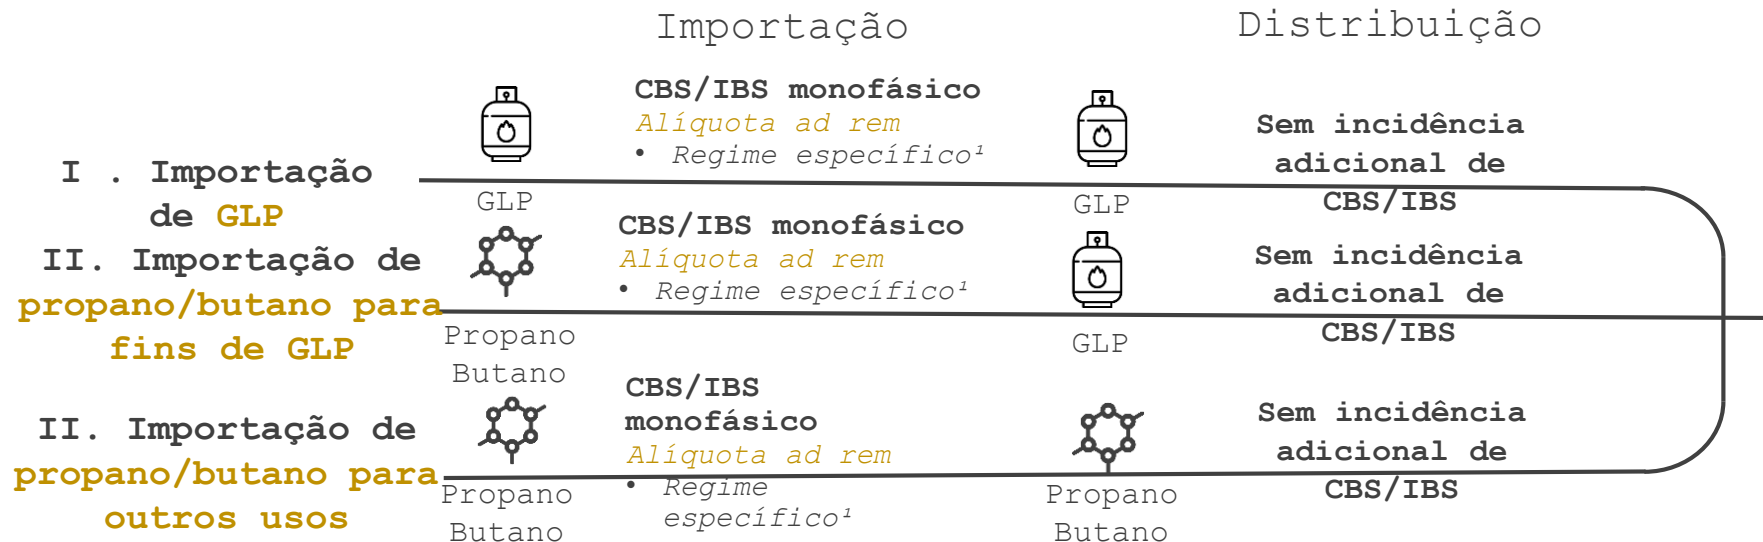 Importação
Distribuição
I . Importação
de GLP
GLP
CBS/IBS monofásico
Alíquota ad rem
• Regime específico¹
GLP
Sem incidência
adicional de
CBS/IBS
II. Importação de
propano/butano para
fins de GLP
Propano
Butano
CBS/IBS monofásico
Alíquota ad rem
• Regime específico¹
GLP
Sem incidência
adicional de
CBS/IBS
II. Importação de
propano/butano para
outros usos
Propano
Butano
CBS/IBS
monofásico
Alíquota ad rem
• Regime
específico¹
Propano
Butano
Sem incidência
adicional de
CBS/IBS